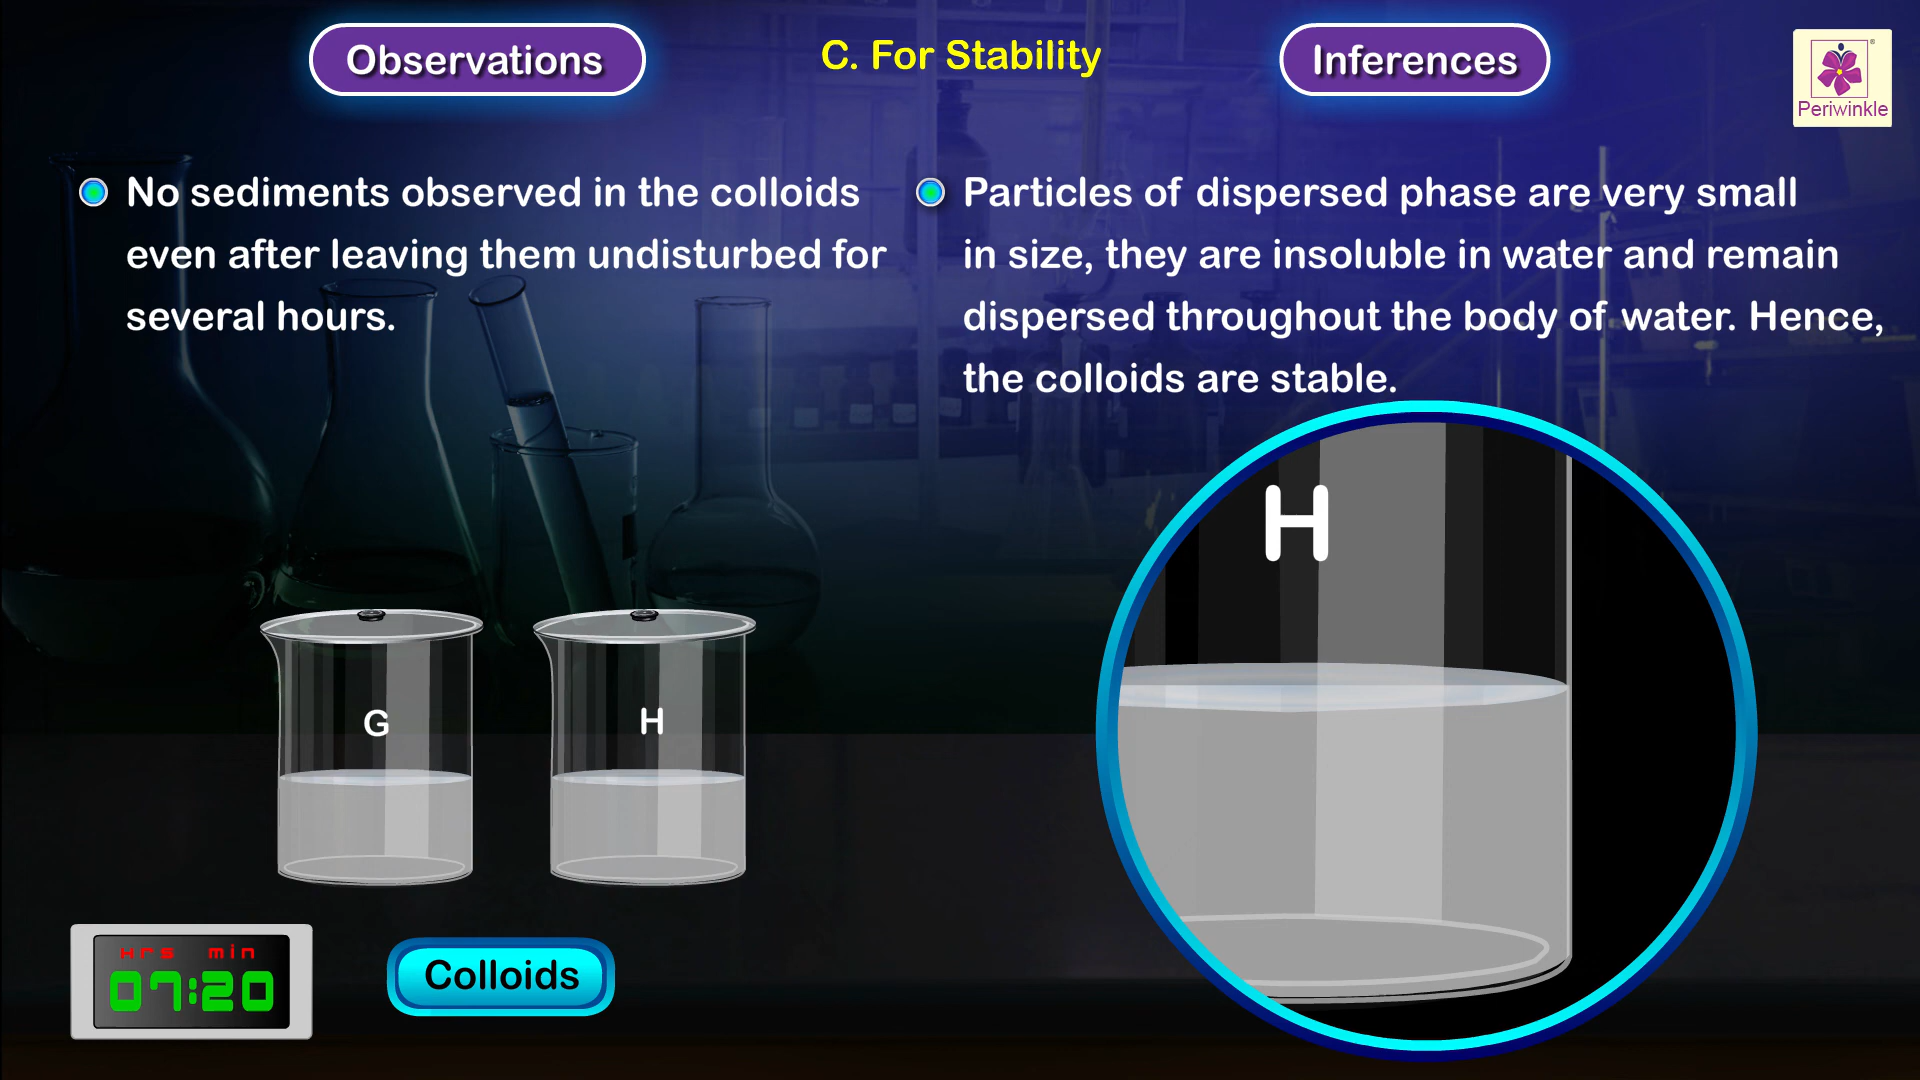 Observations
C. For Stability
Inferences
Periwinkle
No sediments observed in the colloids
even after leaving them undisturbed for
several hours.
Particles of dispersed phase are very small
in size, they are insoluble in water and remain
dispersed throughout the body of water. Hence,
the colloids are stable.
H
G
H
Hrs min
07:20
Colloids